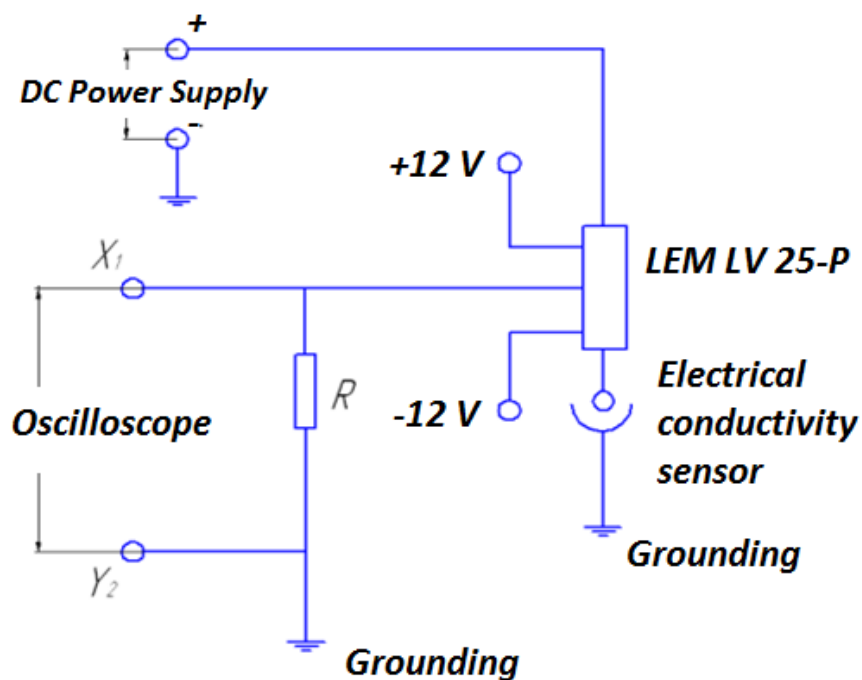 +
DC Power Supply
-
+12 V
X1
LEM LV 25-P
R
-12 V
Oscilloscope
Electrical
conductivity
sensor
Y2
Grounding
Grounding